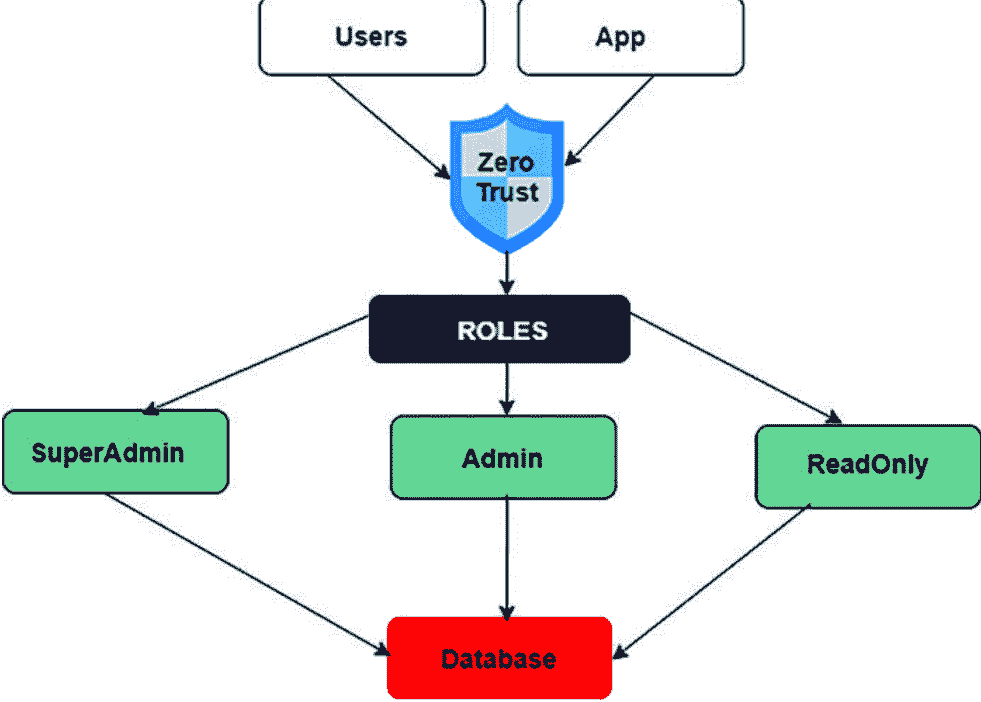 Users
App
Zero
Trust
ROLES
SuperAdmin
Admin
ReadOnly
Database